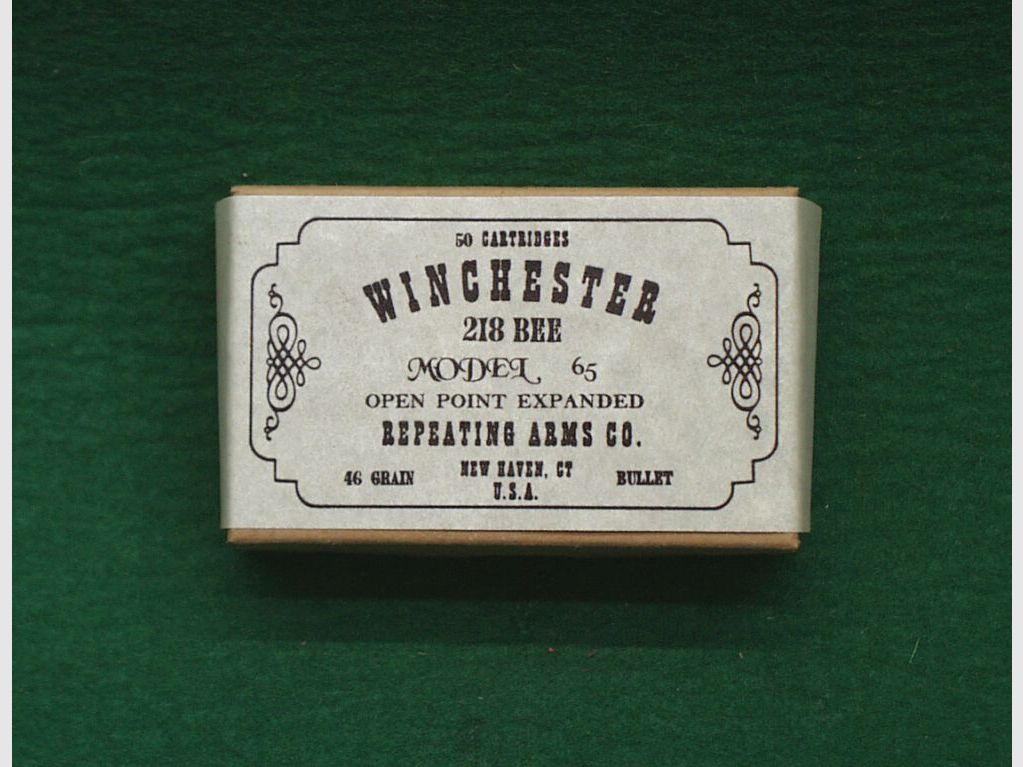 50 CARTRIDGES
WINCHESTER
218 BEE
MODEL 65
OPEN POINT EXPANDED
REPEATING ARMS CO.
46 GRAIN NEW HAVEN, CT BULLET
U.S.A.